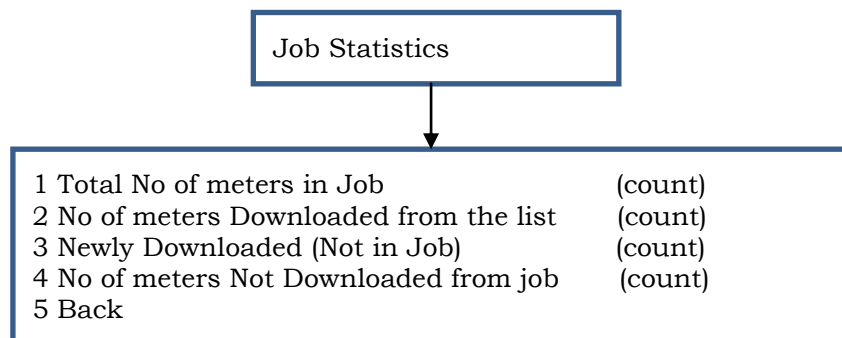 Job Statistics
1 Total No of meters in Job (count)
2 No of meters Downloaded from the list (count)
3 Newly Downloaded (Not in Job) (count)
4 No of meters Not Downloaded from job (count)
5 Back